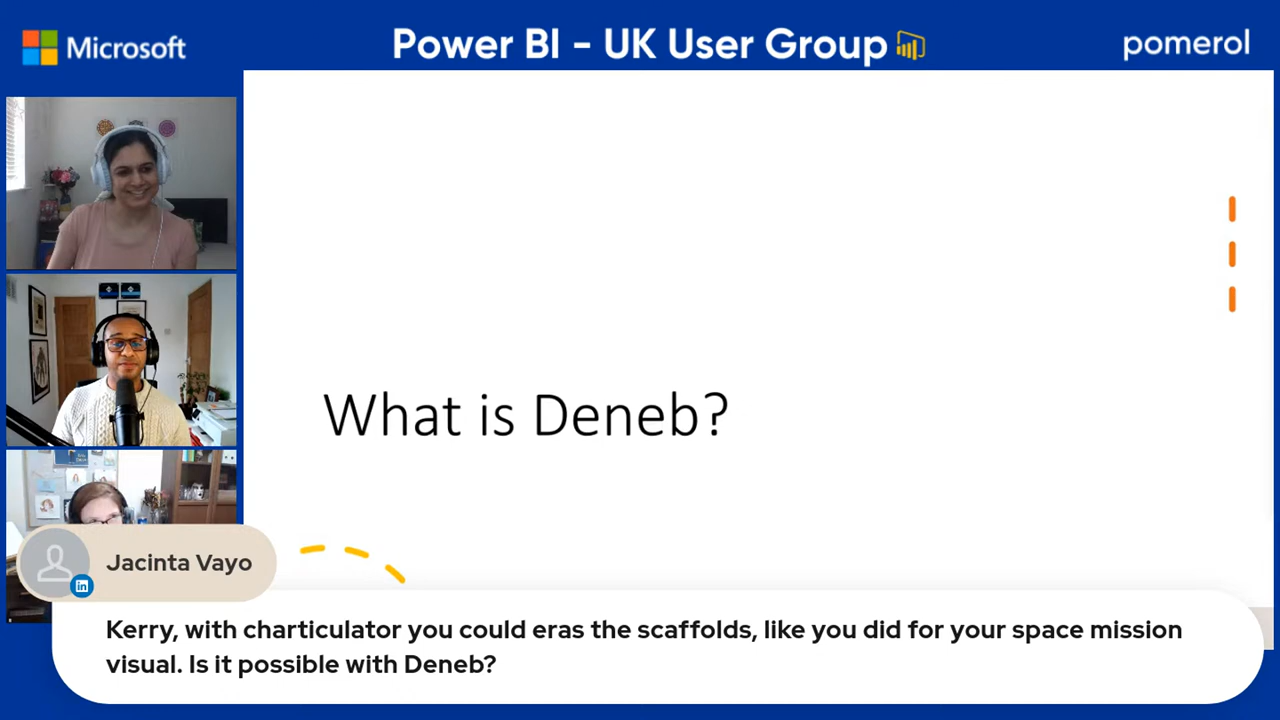 Microsoft
Power BI - UK User Group
pomerol
What is Deneb?
Jacinta Vayo
in
Kerry, with charticulator you could eras the scaffolds, like you did for your space mission
visual. Is it possible with Deneb?